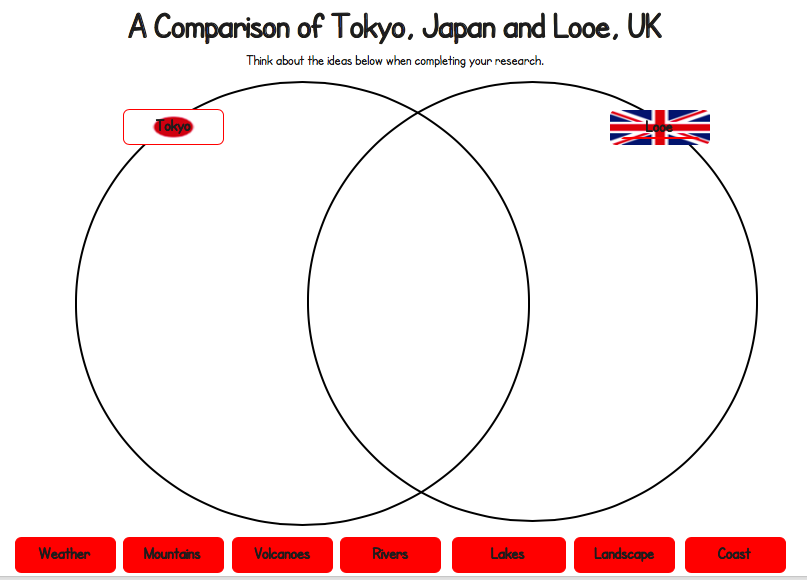 A Comparison of Tokyo, Japan and Looe, UK
Think about the ideas below when completing your research.
Tokyo
Looe
Weather
Mountains
Volcanoes
Rivers
Lakes
Landscape
Coast